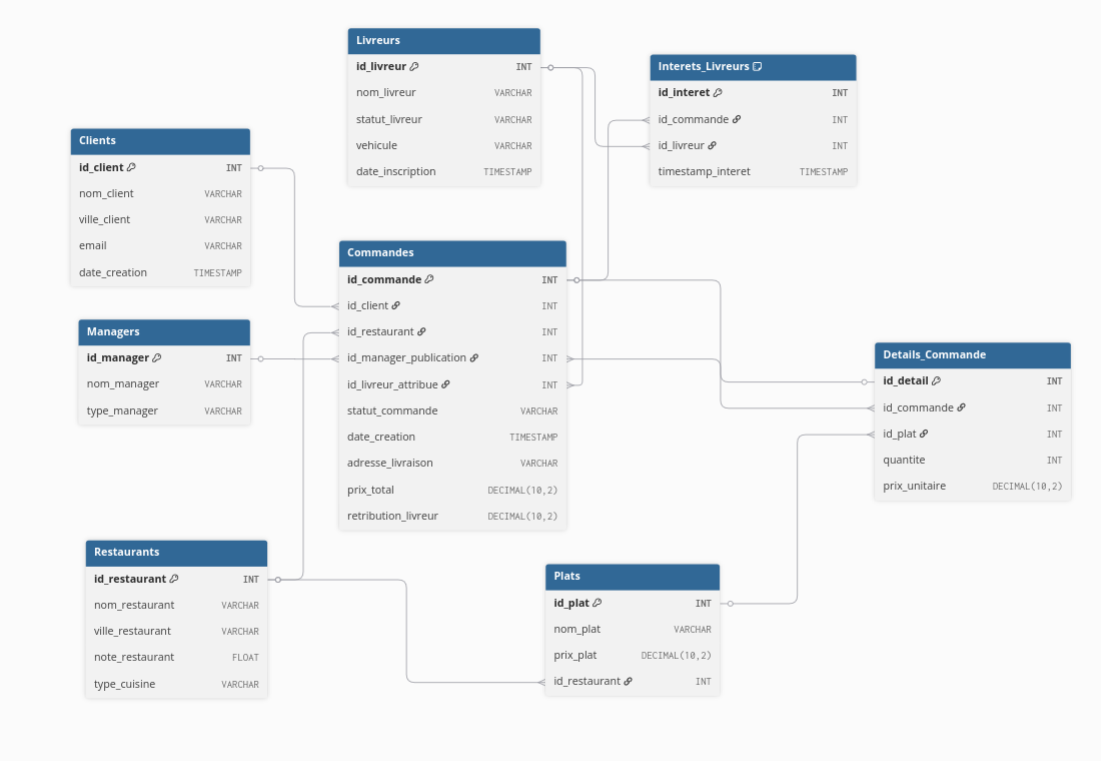 Livreurs
id_livreur INT
nom_livreur VARCHAR
statut_livreur VARCHAR
vehicule VARCHAR
date_inscription TIMESTAMP
Interets_Livreurs
id_interet INT
id_commande INT
id_livreur INT
timestamp_interet TIMESTAMP
Clients
id_client INT
nom_client VARCHAR
ville_client VARCHAR
email VARCHAR
date_creation TIMESTAMP
Commandes
id_commande INT
id_client INT
id_restaurant INT
id_manager_publication INT
id_livreur_attribue INT
statut_commande VARCHAR
date_creation TIMESTAMP
adresse_livraison VARCHAR
prix_total DECIMAL(10,2)
retribution_livreur DECIMAL(10,2)
Managers
id_manager INT
nom_manager VARCHAR
type_manager VARCHAR
Details_Commande
id_detail INT
id_commande INT
id_plat INT
quantite INT
prix_unitaire DECIMAL(10,2)
Restaurants
id_restaurant INT
nom_restaurant VARCHAR
ville_restaurant VARCHAR
note_restaurant FLOAT
type_cuisine VARCHAR
Plats
id_plat INT
nom_plat VARCHAR
prix_plat DECIMAL(10,2)
id_restaurant INT